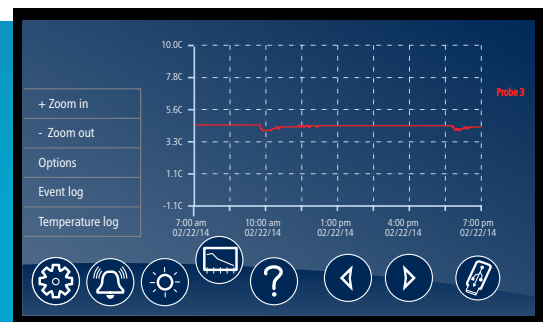 10.0C
7.8C
5.6C
3.3C
1.1C
-1.1C
Probe 3
+ Zoom in
- Zoom out
Options
Event log
Temperature log
7:00 am 10:00 am 1:00 pm 4:00 pm 7:00 pm
02/22/14 02/22/14 02/22/14 02/22/14 02/22/14
?